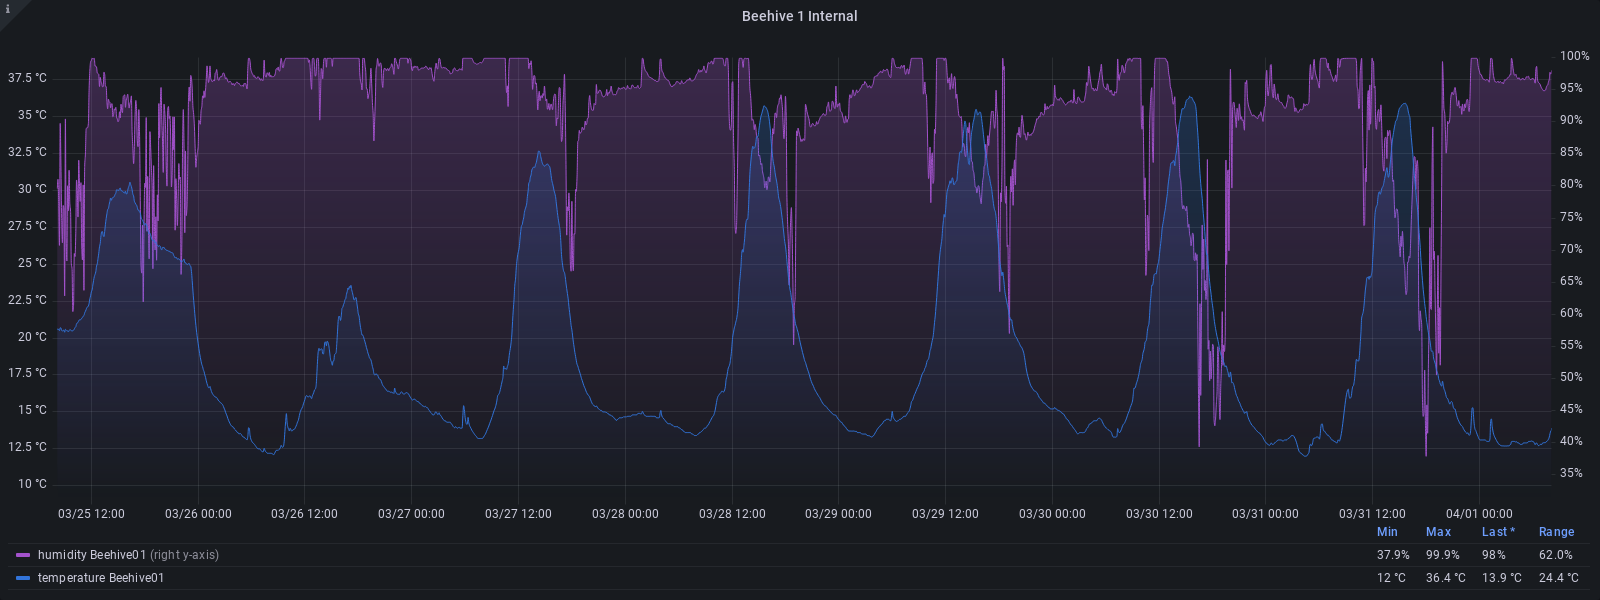 i
Beehive 1 Internal
37.5 °C
35 °C
32.5 °C
30 °C
27.5 °C
25 °C
22.5 °C
20 °C
17.5 °C
15 °C
12.5 °C
10 °C
100%
95%
90%
85%
80%
75%
70%
65%
60%
55%
50%
45%
40%
35%
03/25 12:00 03/26 00:00 03/26 12:00 03/27 00:00 03/27 12:00 03/28 00:00 03/28 12:00 03/29 00:00 03/29 12:00 03/30 00:00 03/30 12:00 03/31 00:00 03/31 12:00 04/01 00:00
Min Max Last * Range
humidity Beehive01 (right y-axis) 37.9% 99.9% 98% 62.0%
temperature Beehive01 12 °C 36.4 °C 13.9 °C 24.4 °C